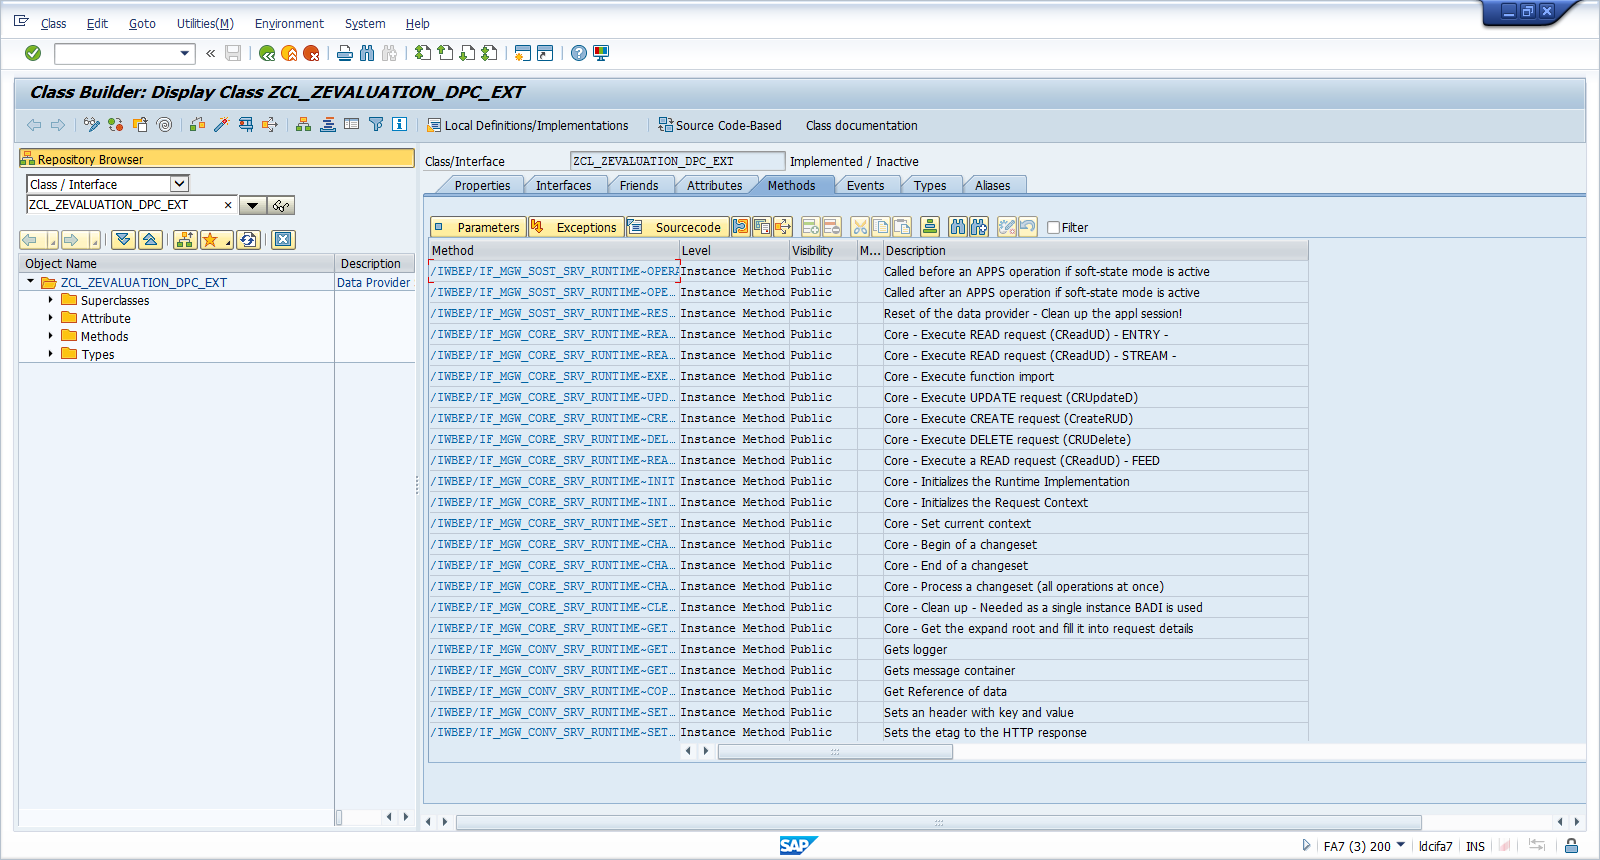 Class Edit Goto Utilities(M) Environment System Help
Class Builder: Display Class ZCL_ZEVALUATION_DPC_EXT
Local Definitions/Implementations Source Code-Based Class documentation
Repository Browser
Class / Interface
ZCL_ZEVALUATION_DPC_EXT
Object Name Description
ZCL_ZEVALUATION_DPC_EXT Data Provider
Superclasses
Attribute
Methods
Types
Class/Interface ZCL_ZEVALUATION_DPC_EXT Implemented / Inactive
Properties Interfaces Friends Attributes Methods Events Types Aliases
Parameters Exceptions Sourcecode Filter
Method Level Visibility M... Description
/IWBEP/IF_MGW_SOST_SRV_RUNTIME~OPERA Instance Method Public Called before an APPS operation if soft-state mode is active
/IWBEP/IF_MGW_SOST_SRV_RUNTIME~OPE... Instance Method Public Called after an APPS operation if soft-state mode is active
/IWBEP/IF_MGW_SOST_SRV_RUNTIME~RES... Instance Method Public Reset of the data provider - Clean up the appl session!
/IWBEP/IF_MGW_CORE_SRV_RUNTIME~REA... Instance Method Public Core - Execute READ request (CReadUD) - ENTRY -
/IWBEP/IF_MGW_CORE_SRV_RUNTIME~REA... Instance Method Public Core - Execute READ request (CReadUD) - STREAM -
/IWBEP/IF_MGW_CORE_SRV_RUNTIME~EXE... Instance Method Public Core - Execute function import
/IWBEP/IF_MGW_CORE_SRV_RUNTIME~UPD... Instance Method Public Core - Execute UPDATE request (CRUpdateD)
/IWBEP/IF_MGW_CORE_SRV_RUNTIME~CRE... Instance Method Public Core - Execute CREATE request (CreateRUD)
/IWBEP/IF_MGW_CORE_SRV_RUNTIME~DEL... Instance Method Public Core - Execute DELETE request (CRUDelete)
/IWBEP/IF_MGW_CORE_SRV_RUNTIME~REA... Instance Method Public Core - Execute a READ request (CReadUD) - FEED
/IWBEP/IF_MGW_CORE_SRV_RUNTIME~INIT Instance Method Public Core - Initializes the Runtime Implementation
/IWBEP/IF_MGW_CORE_SRV_RUNTIME~INI... Instance Method Public Core - Initializes the Request Context
/IWBEP/IF_MGW_CORE_SRV_RUNTIME~SET... Instance Method Public Core - Set current context
/IWBEP/IF_MGW_CORE_SRV_RUNTIME~CHA... Instance Method Public Core - Begin of a changeset
/IWBEP/IF_MGW_CORE_SRV_RUNTIME~CHA... Instance Method Public Core - End of a changeset
/IWBEP/IF_MGW_CORE_SRV_RUNTIME~CHA... Instance Method Public Core - Process a changeset (all operations at once)
/IWBEP/IF_MGW_CORE_SRV_RUNTIME~CLE... Instance Method Public Core - Clean up - Needed as a single instance BADI is used
/IWBEP/IF_MGW_CORE_SRV_RUNTIME~GET... Instance Method Public Core - Get the expand root and fill it into request details
/IWBEP/IF_MGW_CONV_SRV_RUNTIME~GET... Instance Method Public Gets logger
/IWBEP/IF_MGW_CONV_SRV_RUNTIME~GET... Instance Method Public Gets message container
/IWBEP/IF_MGW_CONV_SRV_RUNTIME~COP... Instance Method Public Get Reference of data
/IWBEP/IF_MGW_CONV_SRV_RUNTIME~SET... Instance Method Public Sets an header with key and value
/IWBEP/IF_MGW_CONV_SRV_RUNTIME~SET... Instance Method Public Sets the etag to the HTTP response
SAP FA7 (3) 200 ldcifa7 INS